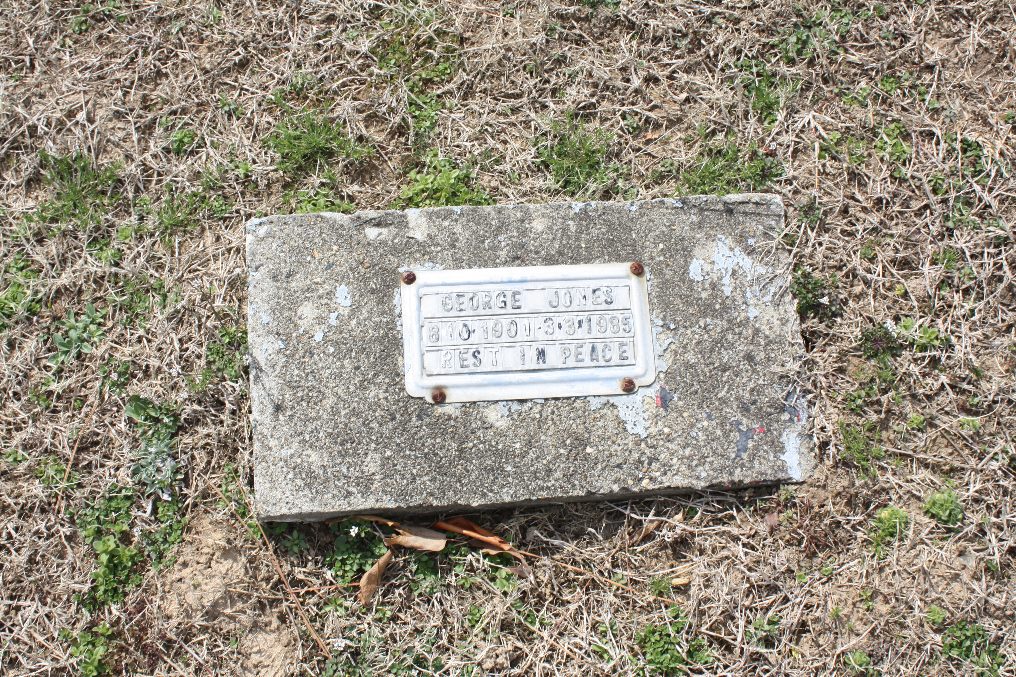 GEORGE JONES
8 10 1901-3•3•1985
REST IN PEACE